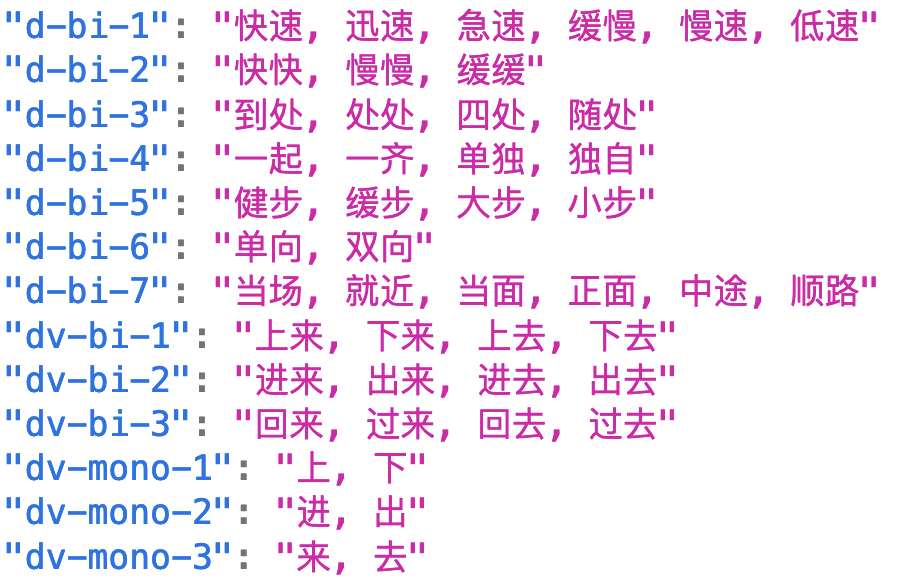 "d-bi-1": "快速, 迅速, 急速, 缓慢, 慢速, 低速"
"d-bi-2": "快快, 慢慢, 缓缓"
"d-bi-3": "到处, 处处, 四处, 随处"
"d-bi-4": "一起, 一齐, 单独, 独自"
"d-bi-5": "健步, 缓步, 大步, 小步"
"d-bi-6": "单向, 双向"
"d-bi-7": "当场, 就近, 当面, 正面, 中途, 顺路"
"dv-bi-1": "上来, 下来, 上去, 下去"
"dv-bi-2": "进来, 出来, 进去, 出去"
"dv-bi-3": "回来, 过来, 回去, 过去"
"dv-mono-1": "上, 下"
"dv-mono-2": "进, 出"
"dv-mono-3": "来, 去"